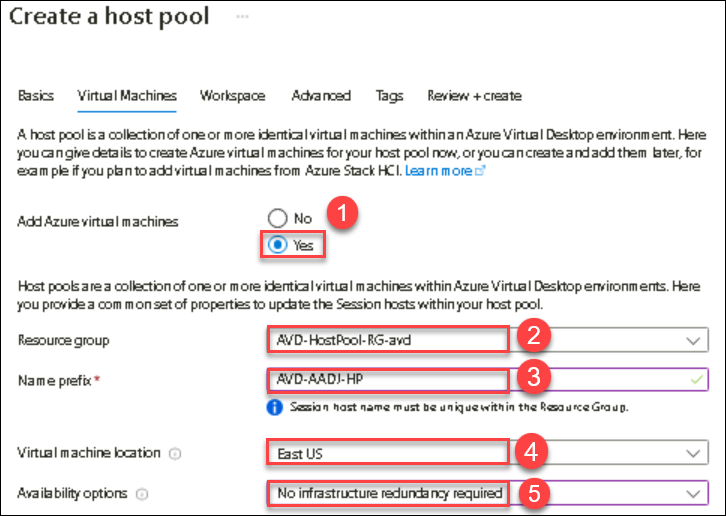 Create a host pool ...
Basics Virtual Machines Workspace Advanced Tags Review + create
A host pool is a collection of one or more identical virtual machines within an Azure Virtual Desktop environment. Here
you can give details to create Azure virtual machines for your host pool now, or you can create and add them later, for
example if you plan to add virtual machines from Azure Stack HCI. Learn more
Add Azure virtual machines
No 1
Yes
Host pools are a collection of one or more identical virtual machines within Azure Virtual Desktop environments. Here
you provide a common set of properties to update the Session hosts within your host pool.
Resource group AVD-HostPool-RG-avd 2
Name prefix * AVD-AADJ-HP 3
Session host name must be unique within the Resource Group.
Virtual machine location East US 4
Availability options No infrastructure redundancy required 5